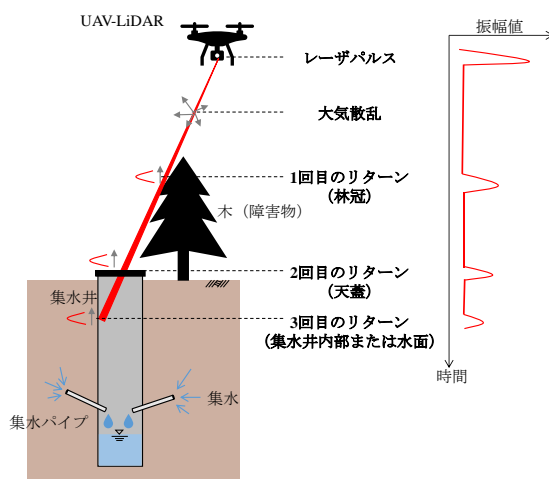 UAV-LiDAR
振幅値
レーザパルス
大気散乱
1回目のリターン
（林冠）
木（障害物）
2回目のリターン
（天蓋）
集水井
3回目のリターン
（集水井内部または水面）
時間
集水パイプ
集水